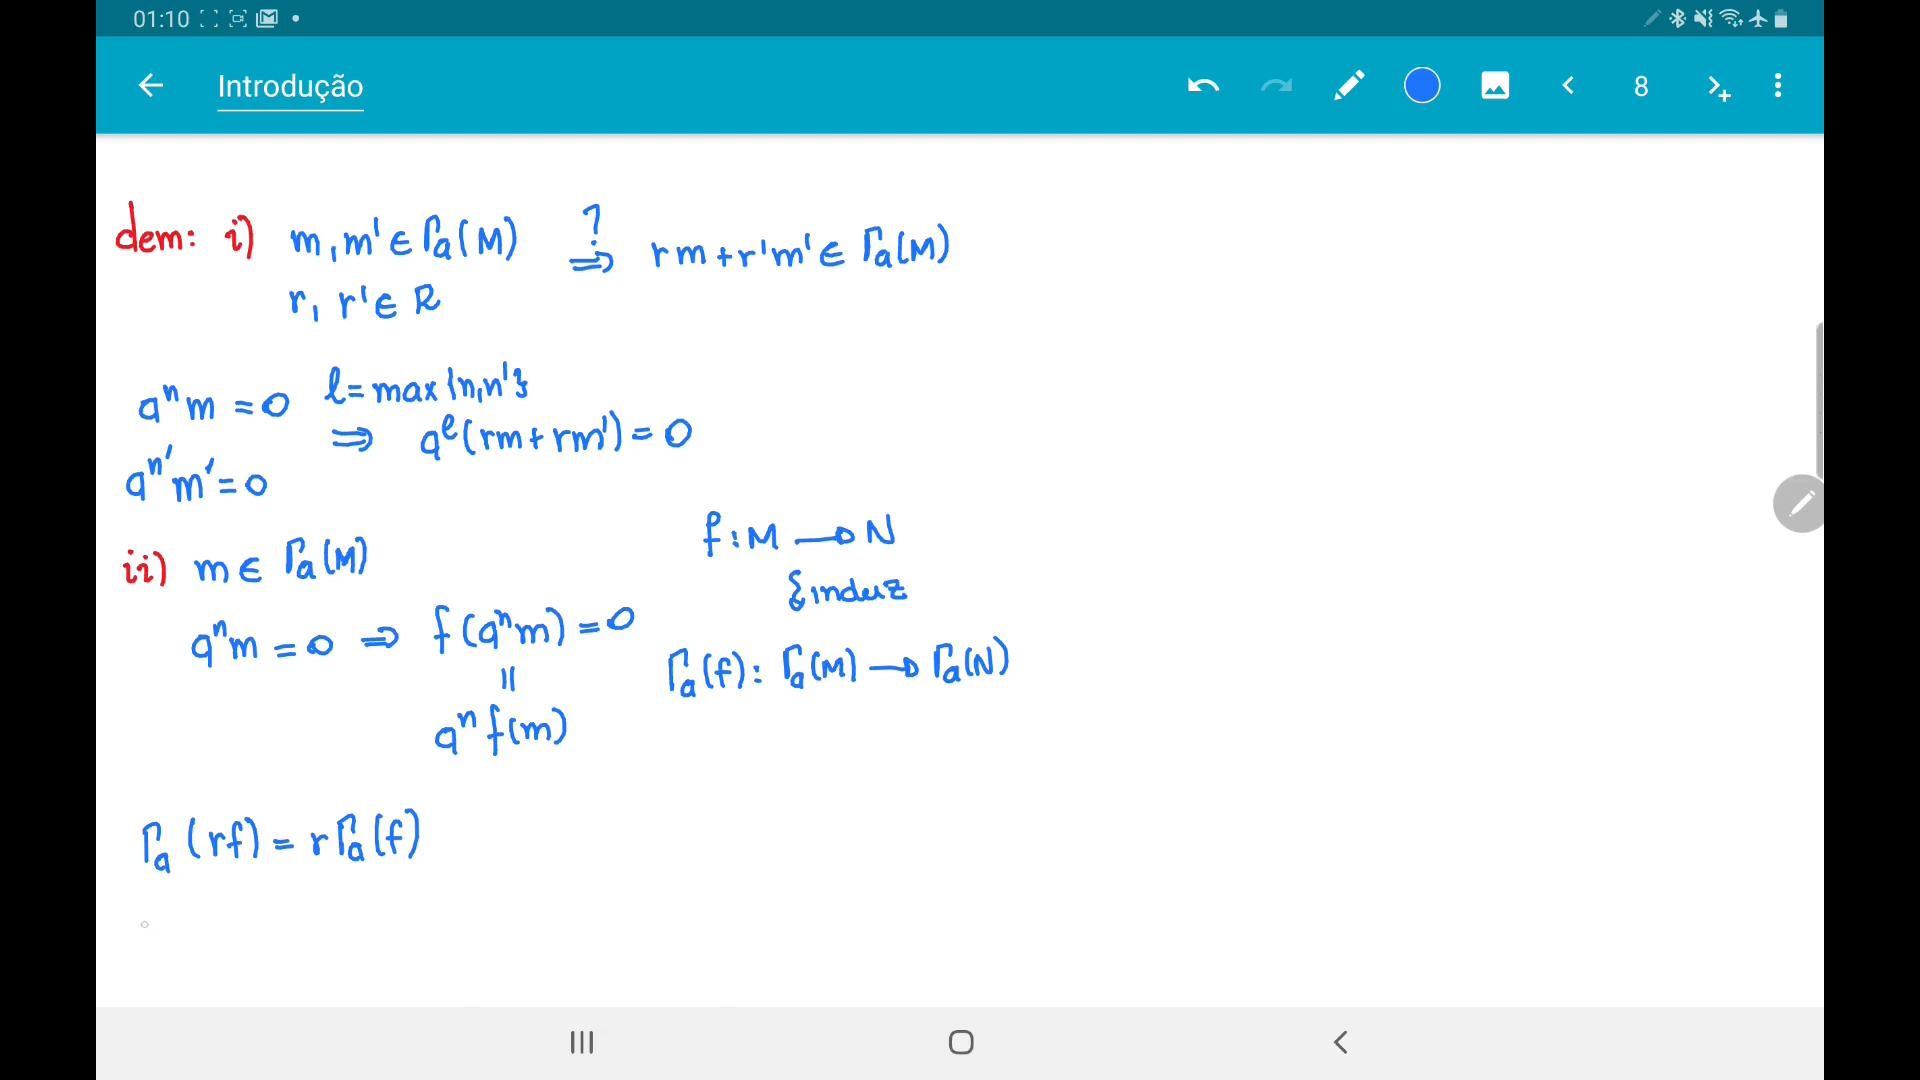 01:10
Introdução
8
dem: i) m, m' ∈ Γa(M) ?⇒ rm + r'm' ∈ Γa(M)
r, r' ∈ R
aⁿm = 0 l = max{n, n'}
⇒ aˡ(rm + rm') = 0
aⁿ'm' = 0
f: M → N
ii) m ∈ Γa(M)
induz
aⁿm = 0 ⇒ f(aⁿm) = 0
Γa(f): Γa(M) → Γa(N)
=
aⁿf(m)
Γa(rf) = rΓa(f)